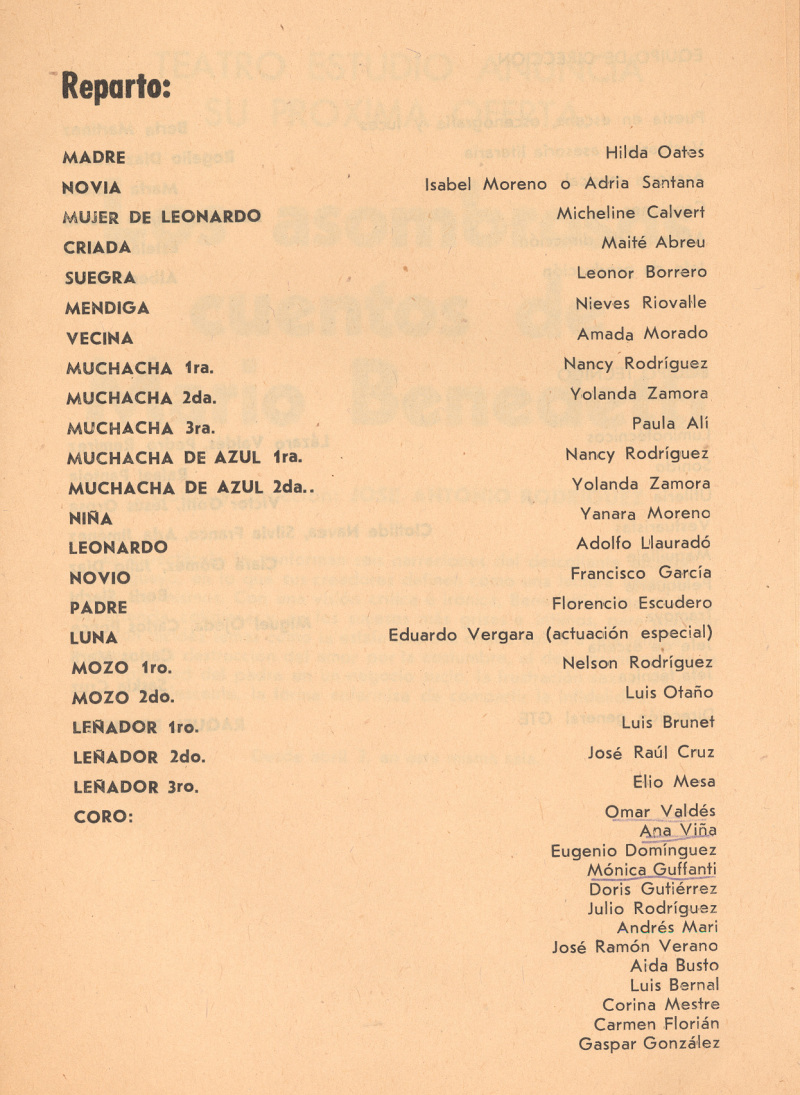 Reparto:
MADRE Hilda Oates
NOVIA Isabel Moreno o Adria Santana
MUJER DE LEONARDO Micheline Calvert
CRIADA Maité Abreu
SUEGRA Leonor Borrero
MENDIGA Nieves Riovalle
VECINA Amada Morado
MUCHACHA 1ra. Nancy Rodríguez
MUCHACHA 2da. Yolanda Zamora
MUCHACHA 3ra. Paula Alí
MUCHACHA DE AZUL 1ra. Nancy Rodríguez
MUCHACHA DE AZUL 2da.. Yolanda Zamora
NIÑA Yanara Moreno
LEONARDO Adolfo Llauradó
NOVIO Francisco García
PADRE Florencio Escudero
LUNA Eduardo Vergara (actuación especial)
MOZO 1ro. Nelson Rodríguez
MOZO 2do. Luis Otaño
LEÑADOR 1ro. Luis Brunet
LEÑADOR 2do. José Raúl Cruz
LEÑADOR 3ro. Elio Mesa
CORO: Omar Valdés
Ana Viña
Eugenio Domínguez
Mónica Guffanti
Doris Gutiérrez
Julio Rodríguez
Andrés Mari
José Ramón Verano
Aida Busto
Luis Bernal
Corina Mestre
Carmen Florián
Gaspar González